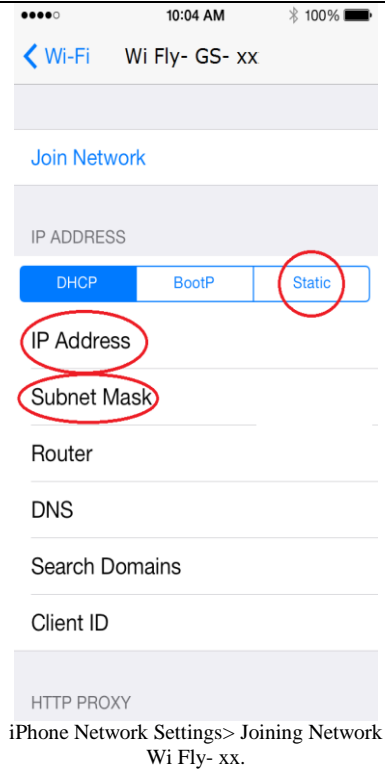 10:04 AM 100%
Wi-Fi Wi Fly- GS- xx
Join Network
IP ADDRESS
DHCP BootP Static
IP Address
Subnet Mask
Router
DNS
Search Domains
Client ID
HTTP PROXY
iPhone Network Settings> Joining Network
Wi Fly- xx.